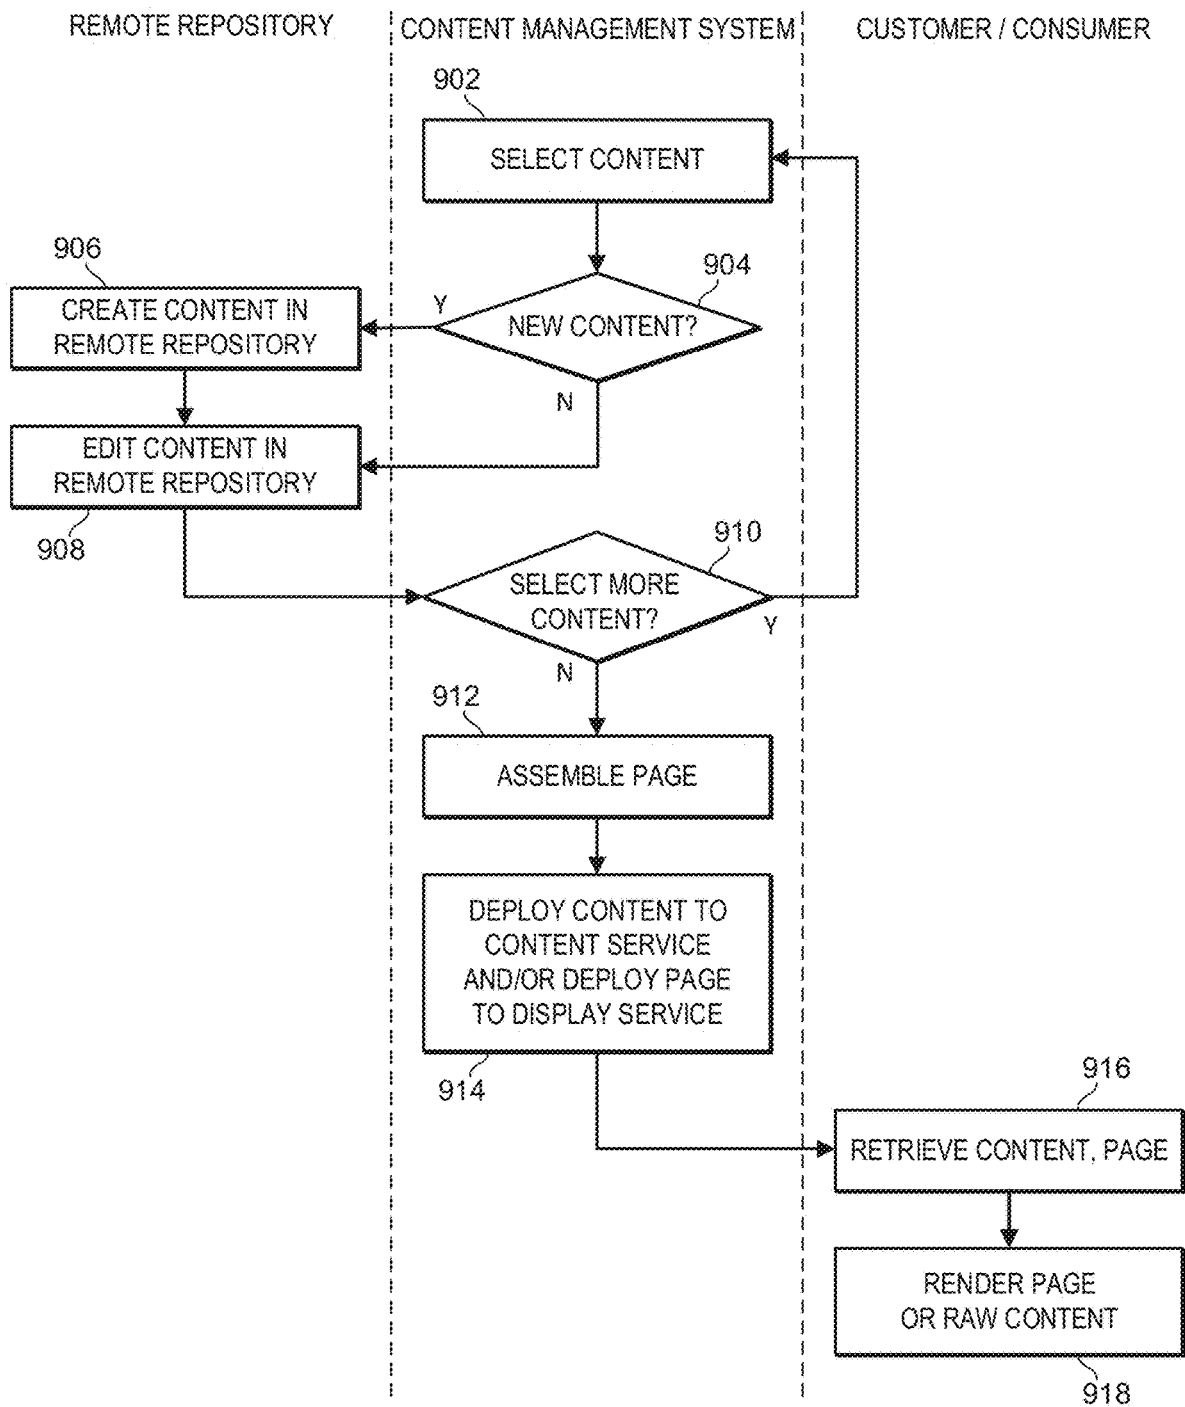 REMOTE REPOSITORY
CONTENT MANAGEMENT SYSTEM
CUSTOMER / CONSUMER
902
SELECT CONTENT
904
NEW CONTENT?
Y
N
906
CREATE CONTENT IN
REMOTE REPOSITORY
EDIT CONTENT IN
REMOTE REPOSITORY
908
910
SELECT MORE
CONTENT?
Y
N
912
ASSEMBLE PAGE
DEPLOY CONTENT TO
CONTENT SERVICE
AND/OR DEPLOY PAGE
TO DISPLAY SERVICE
914
916
RETRIEVE CONTENT, PAGE
RENDER PAGE
OR RAW CONTENT
918